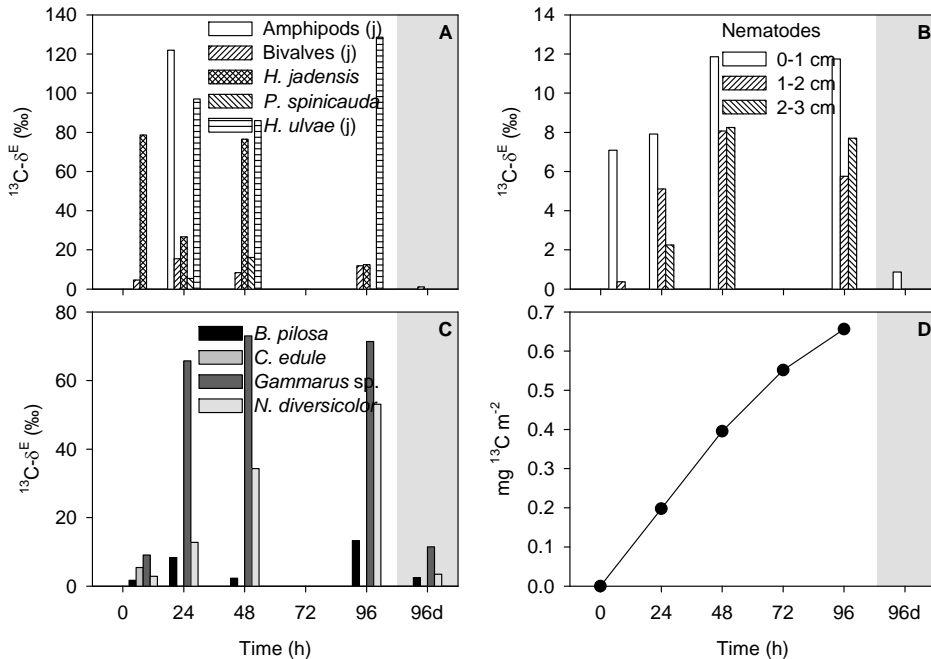 A
Amphipods (j)
Bivalves (j)
H. jadensis
P. spinicauda
H. ulvae (j)
140
120
100
80
60
40
20
0
¹³C-δᴱ (‰)
B
Nematodes
0-1 cm
1-2 cm
2-3 cm
14
12
10
8
6
4
2
0
¹³C-δᴱ (‰)
C
B. pilosa
C. edule
Gammarus sp.
N. diversicolor
80
60
40
20
0
¹³C-δᴱ (‰)
0 24 48 72 96 96d
Time (h)
D
0.7
0.6
0.5
0.4
0.3
0.2
0.1
0.0
mg ¹³C m⁻²
0 24 48 72 96 96d
Time (h)